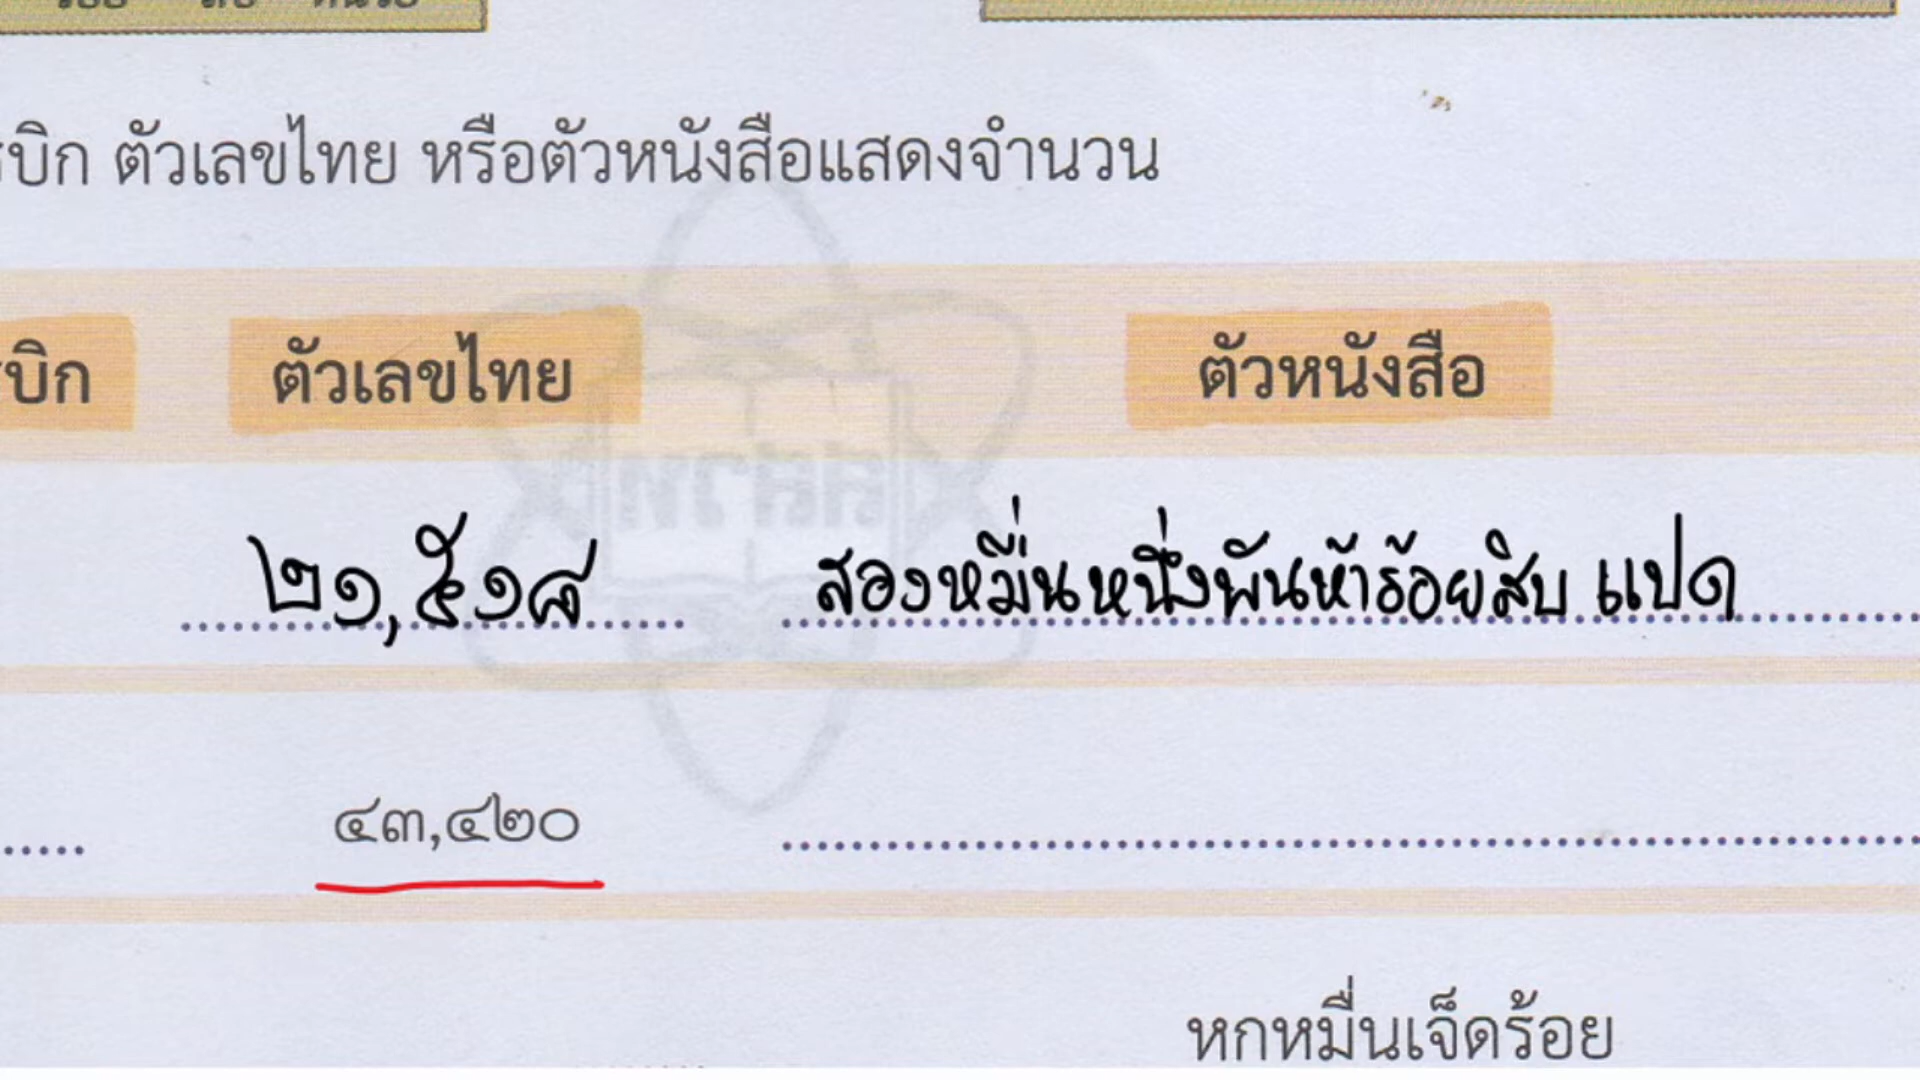 บิก ตัวเลขไทย หรือตัวหนังสือแสดงจำนวน
บิก ตัวเลขไทย ตัวหนังสือ
๒๑,๕๑๘ สองหมื่นหนึ่งพันห้าร้อยสิบแปด
๔๓,๔๒๐
หกหมื่นเจ็ดร้อย